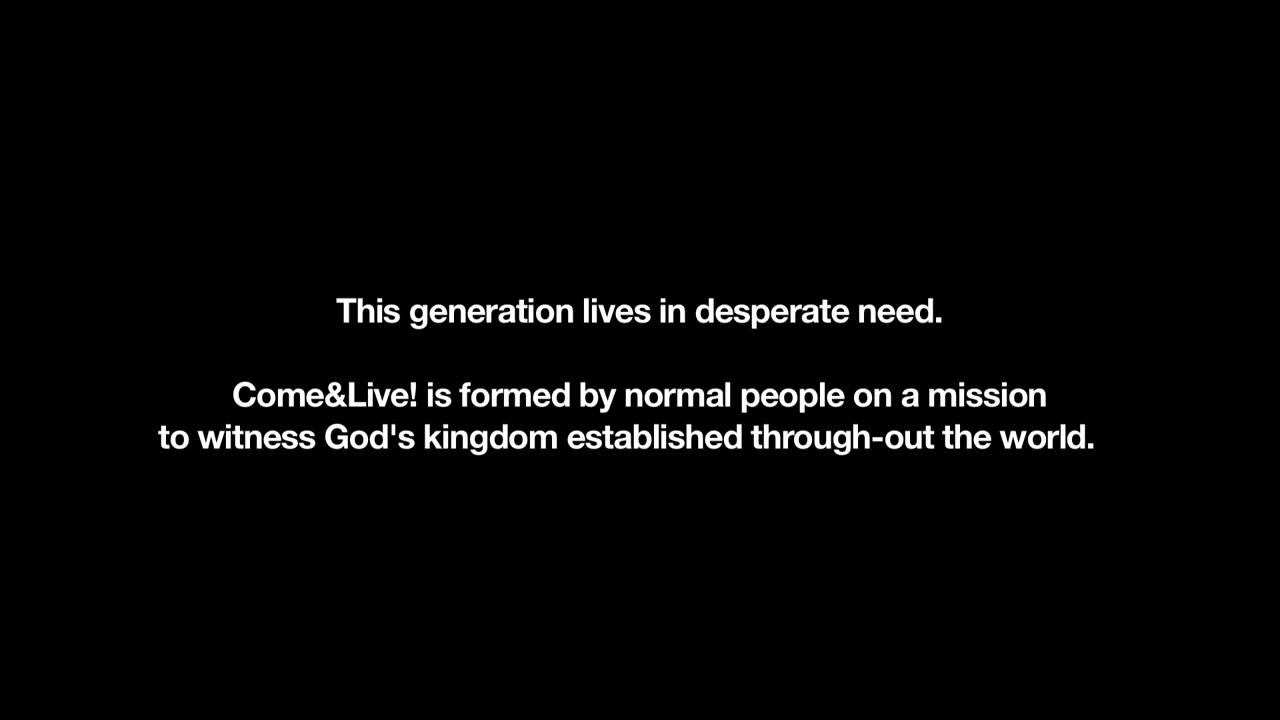 This generation lives in desperate need.
Come&Live! is formed by normal people on a mission
to witness God's kingdom established through-out the world.